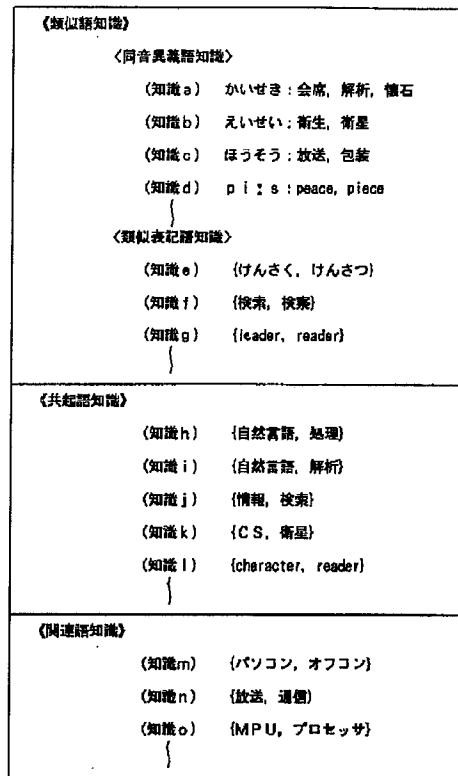 《類似語知識》
〈同音異義語知識〉
(知識a) かいせき:会席, 解析, 懐石
(知識b) えいせい:衛生, 衛星
(知識c) ほうそう:放送, 包装
(知識d) pi:s:peace, piece
〈類似表記語知識〉
(知識e) {けんさく, けんさつ}
(知識f) {検索, 検察}
(知識g) {leader, reader}
《共起語知識》
(知識h) {自然言語, 処理}
(知識i) {自然言語, 解析}
(知識j) {情報, 検索}
(知識k) {CS, 衛星}
(知識l) {character, reader}
《関連語知識》
(知識m) {パソコン, オフコン}
(知識n) {放送, 通信}
(知識o) {MPU, プロセッサ}